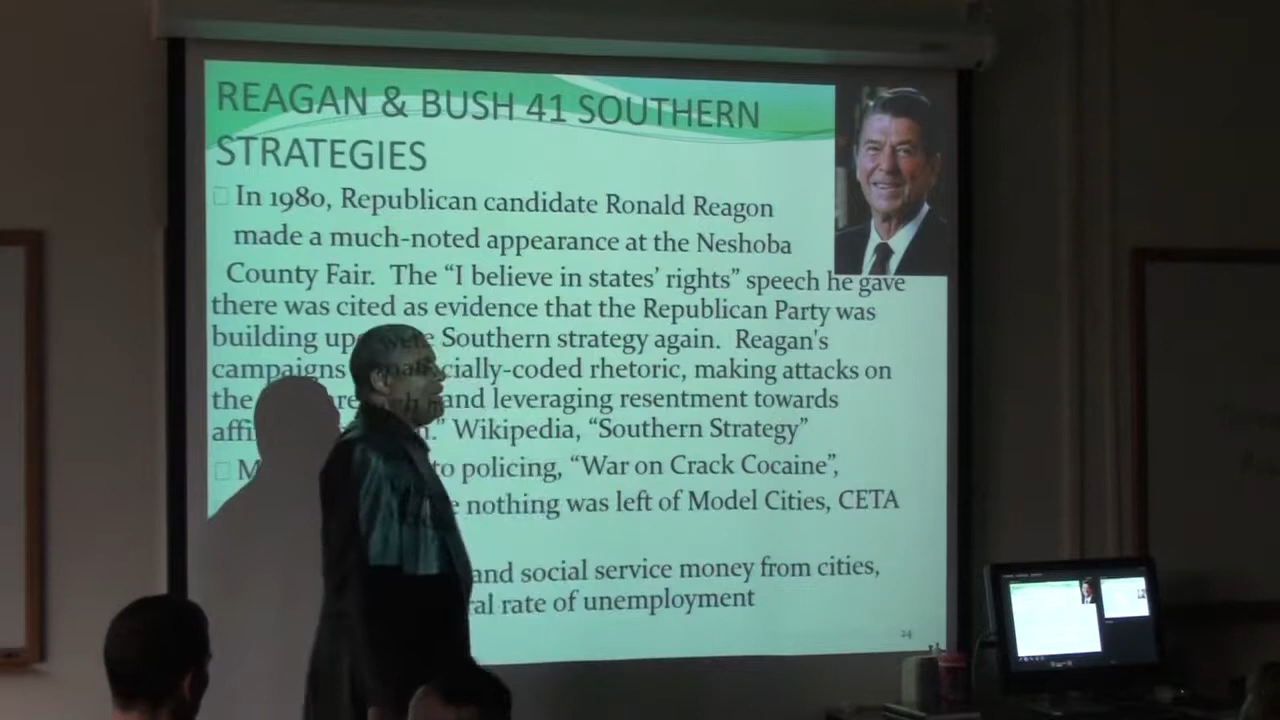 REAGAN & BUSH 41 SOUTHERN
STRATEGIES
In 1980, Republican candidate Ronald Reagon
made a much-noted appearance at the Neshoba
County Fair. The “I believe in states’ rights” speech he gave
there was cited as evidence that the Republican Party was
building up Southern strategy again. Reagan's
campaigns cially-coded rhetoric, making attacks on
the and leveraging resentment towards
affi n.” Wikipedia, “Southern Strategy”
M to policing, “War on Crack Cocaine”,
nothing was left of Model Cities, CETA
and social service money from cities,
ral rate of unemployment
24